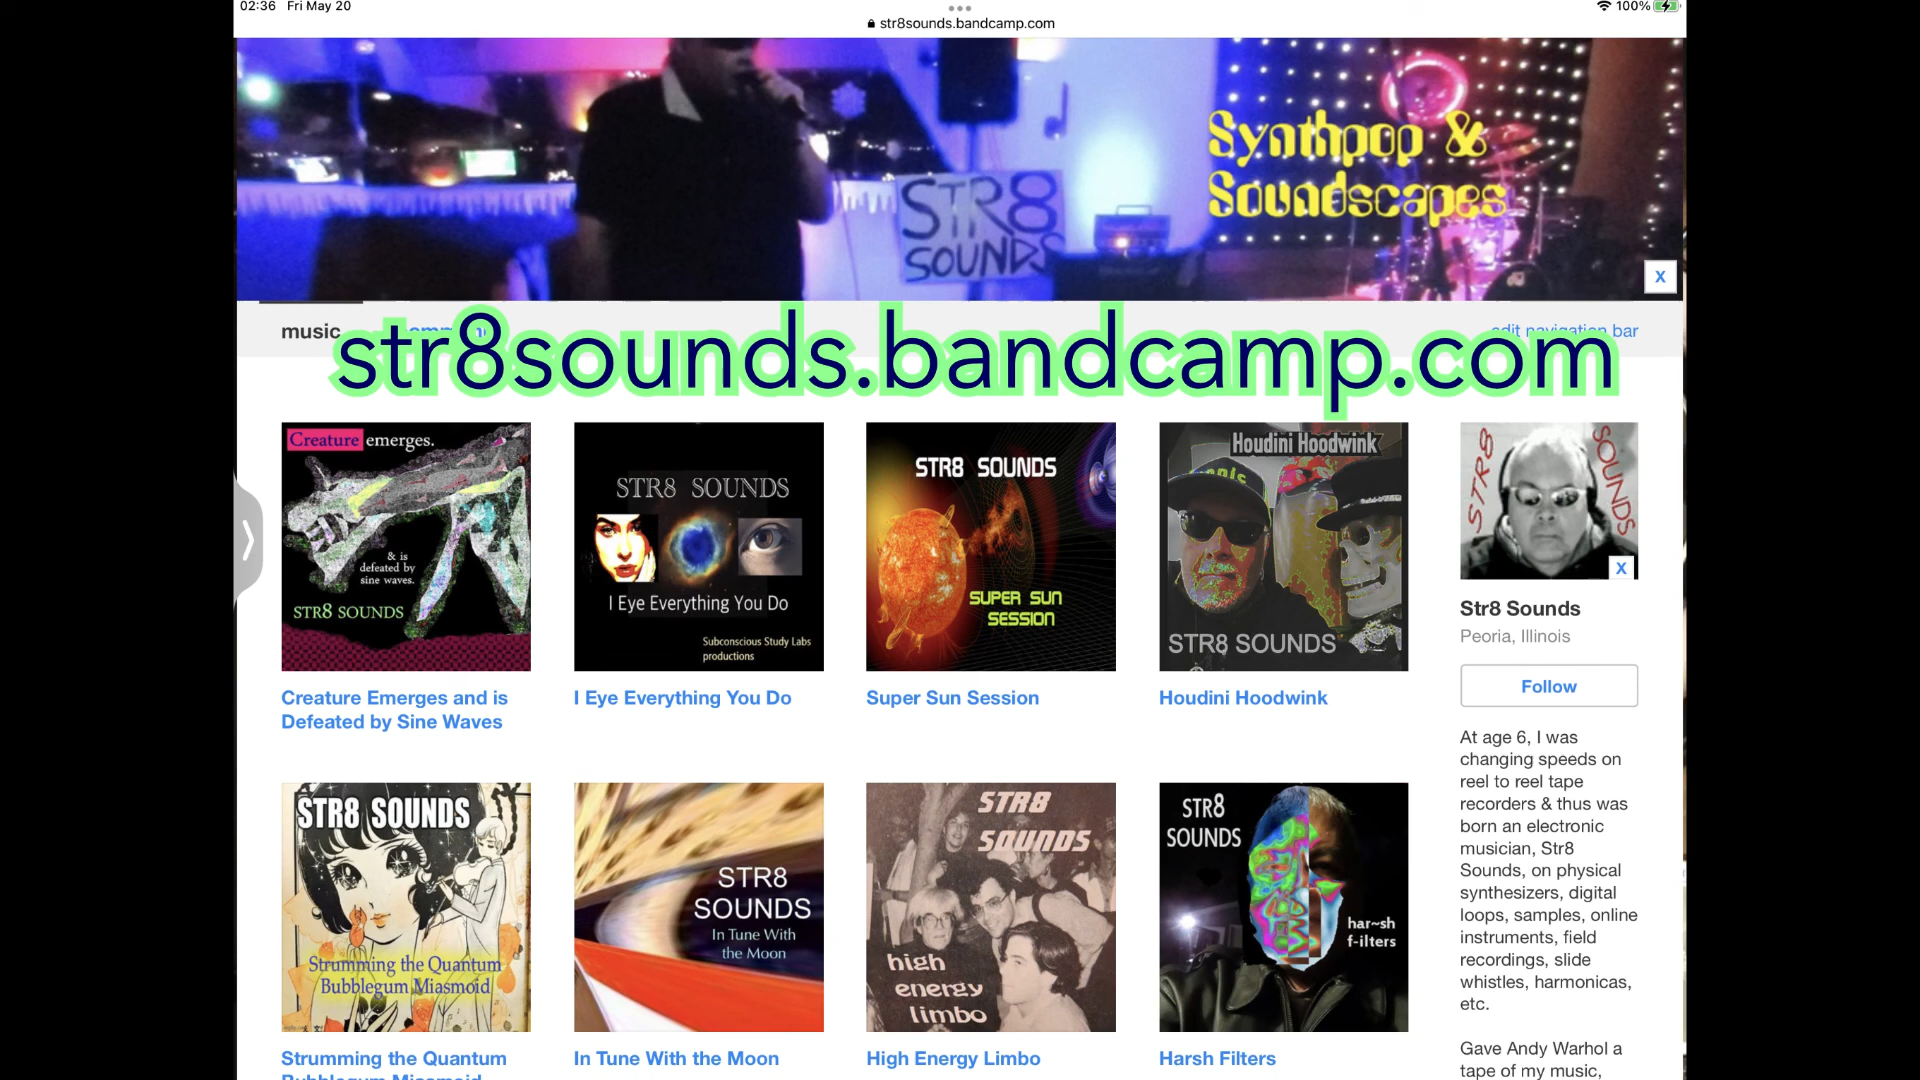 02:36 Fri May 20
100%
str8sounds.bandcamp.com
Synthpop &
Soundscapes
STR8
SOUNDS
X
music
edit navigation bar
str8sounds.bandcamp.com
Creature emerges.
& is
defeated by
sine waves.
STR8 SOUNDS
Creature Emerges and is
Defeated by Sine Waves
STR8 SOUNDS
I Eye Everything You Do
Subconscious Study Labs
productions
I Eye Everything You Do
STR8 SOUNDS
SUPER SUN
SESSION
Super Sun Session
Houdini Hoodwink
STR8 SOUNDS
Houdini Hoodwink
STR8 SOUNDS
X
Str8 Sounds
Peoria, Illinois
Follow
At age 6, I was
changing speeds on
reel to reel tape
recorders & thus was
born an electronic
musician, Str8
Sounds, on physical
synthesizers, digital
loops, samples, online
instruments, field
recordings, slide
whistles, harmonicas,
etc.
Gave Andy Warhol a
tape of my music,
STR8 SOUNDS
Strumming the Quantum
Bubblegum Miasmoid
Strumming the Quantum
Bubblegum Miasmoid
STR8
SOUNDS
In Tune With
the Moon
In Tune With the Moon
STR8
SOUNDS
high
energy
limbo
High Energy Limbo
STR8
SOUNDS
har~sh
f-ilters
Harsh Filters